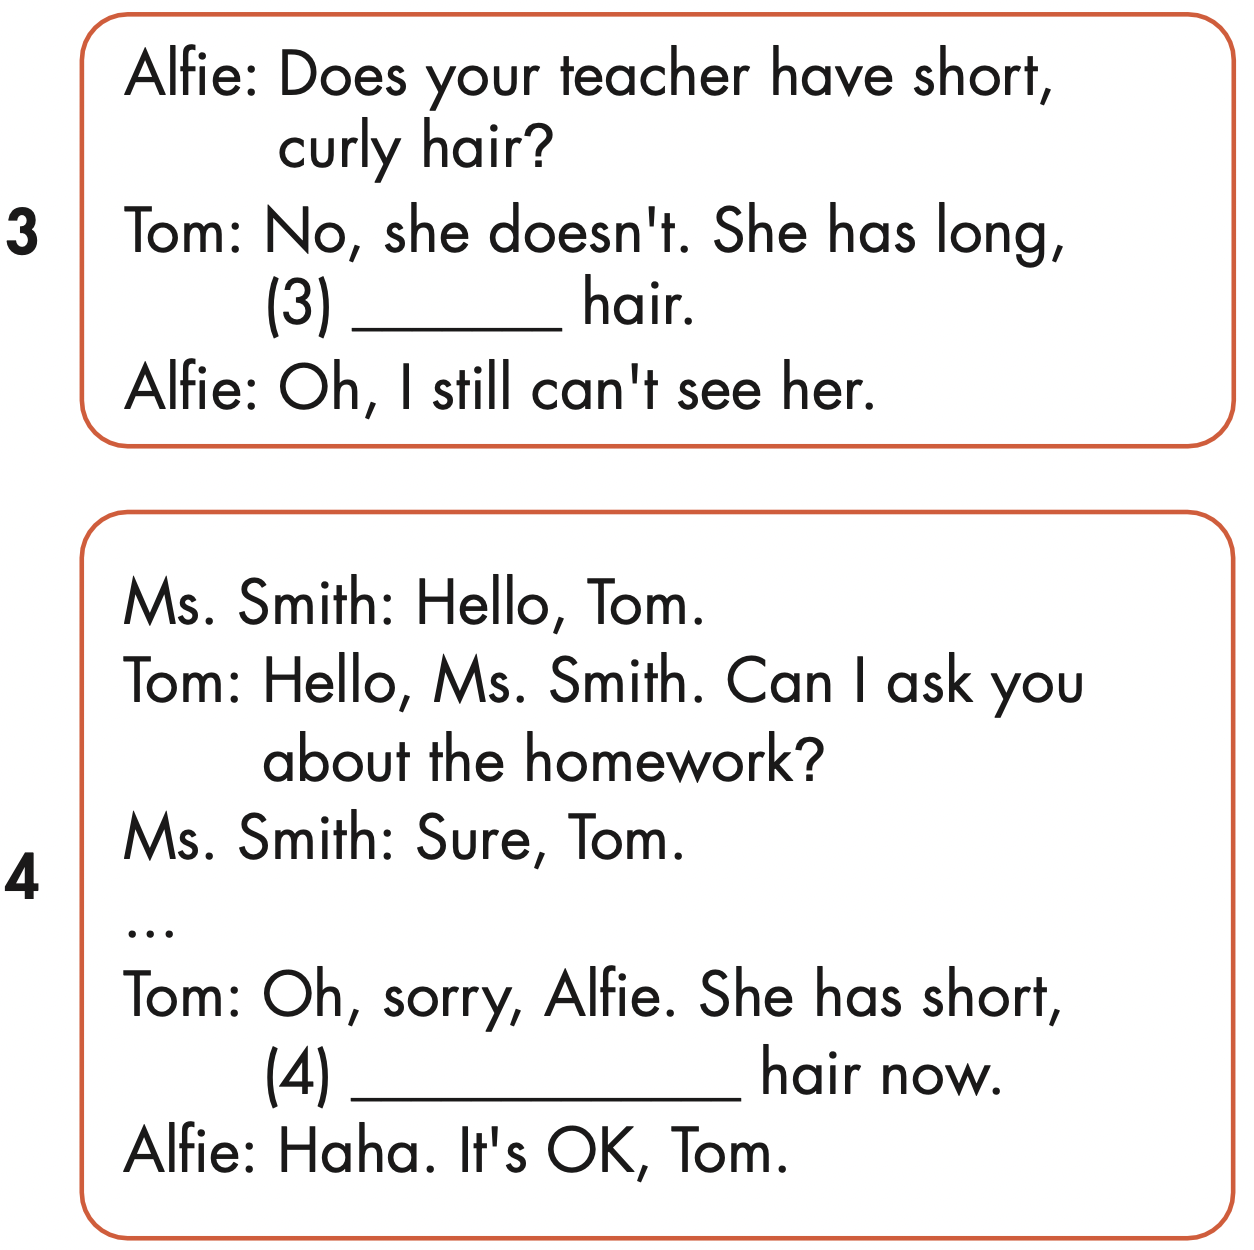 3
Alfie: Does your teacher have short,
curly hair?
Tom: No, she doesn't. She has long,
(3) _______ hair.
Alfie: Oh, I still can't see her.
4
Ms. Smith: Hello, Tom.
Tom: Hello, Ms. Smith. Can I ask you
about the homework?
Ms. Smith: Sure, Tom.
...
Tom: Oh, sorry, Alfie. She has short,
(4) _____________ hair now.
Alfie: Haha. It's OK, Tom.